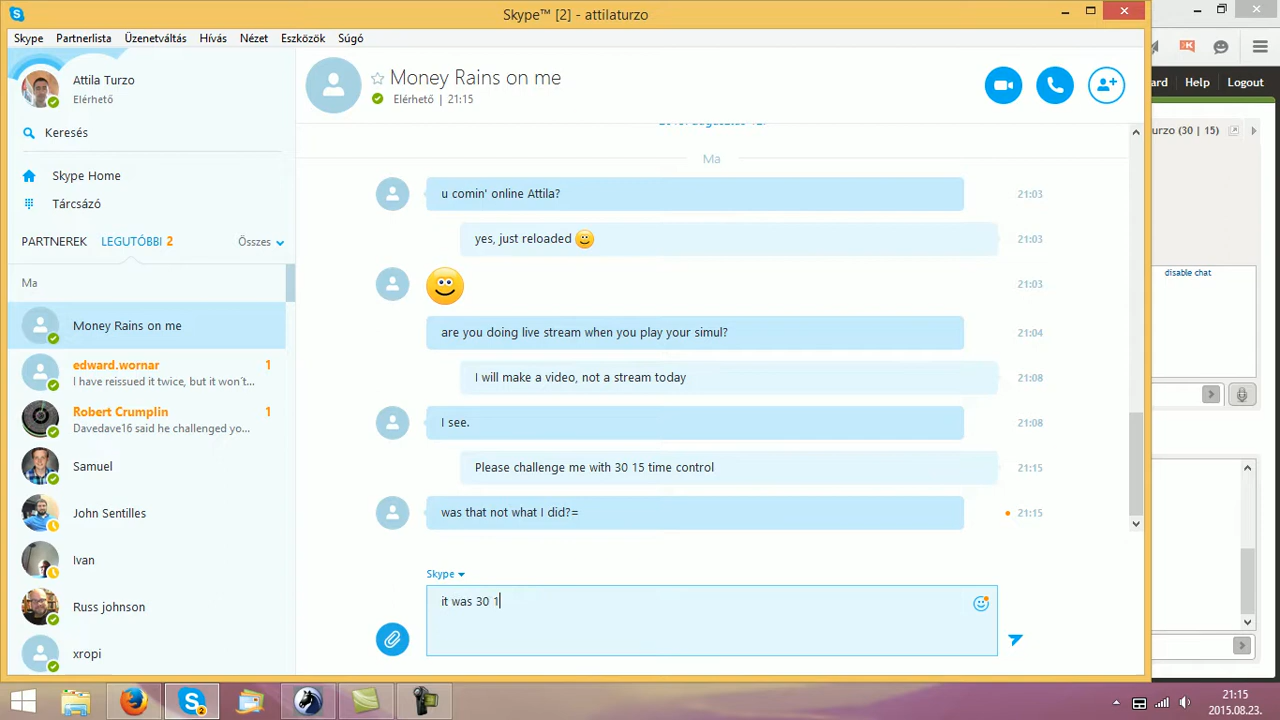 Skype™ [2] - attilaturzo
Skype Partnerlista Üzenetváltás Hívás Nézet Eszközök Súgó
Attila Turzo
Elérhető
Keresés
Skype Home
Tárcsázó
PARTNEREK LEGUTÓBBI 2 Összes
Ma
Money Rains on me
edward.wornar 1
I have reissued it twice, but it won´t...
Robert Crumplin 1
Davedave16 said he challenged yo...
Samuel
John Sentilles
Ivan
Russ johnson
xropi
Money Rains on me
Elérhető | 21:15
Ma
u comin' online Attila? 21:03
yes, just reloaded 21:03
21:03
are you doing live stream when you play your simul? 21:04
I will make a video, not a stream today 21:08
I see. 21:08
Please challenge me with 30 15 time control 21:15
was that not what I did?= 21:15
Skype
it was 30 1
Help Logout
(30 | 15)
disable chat
21:15
2015.08.23.